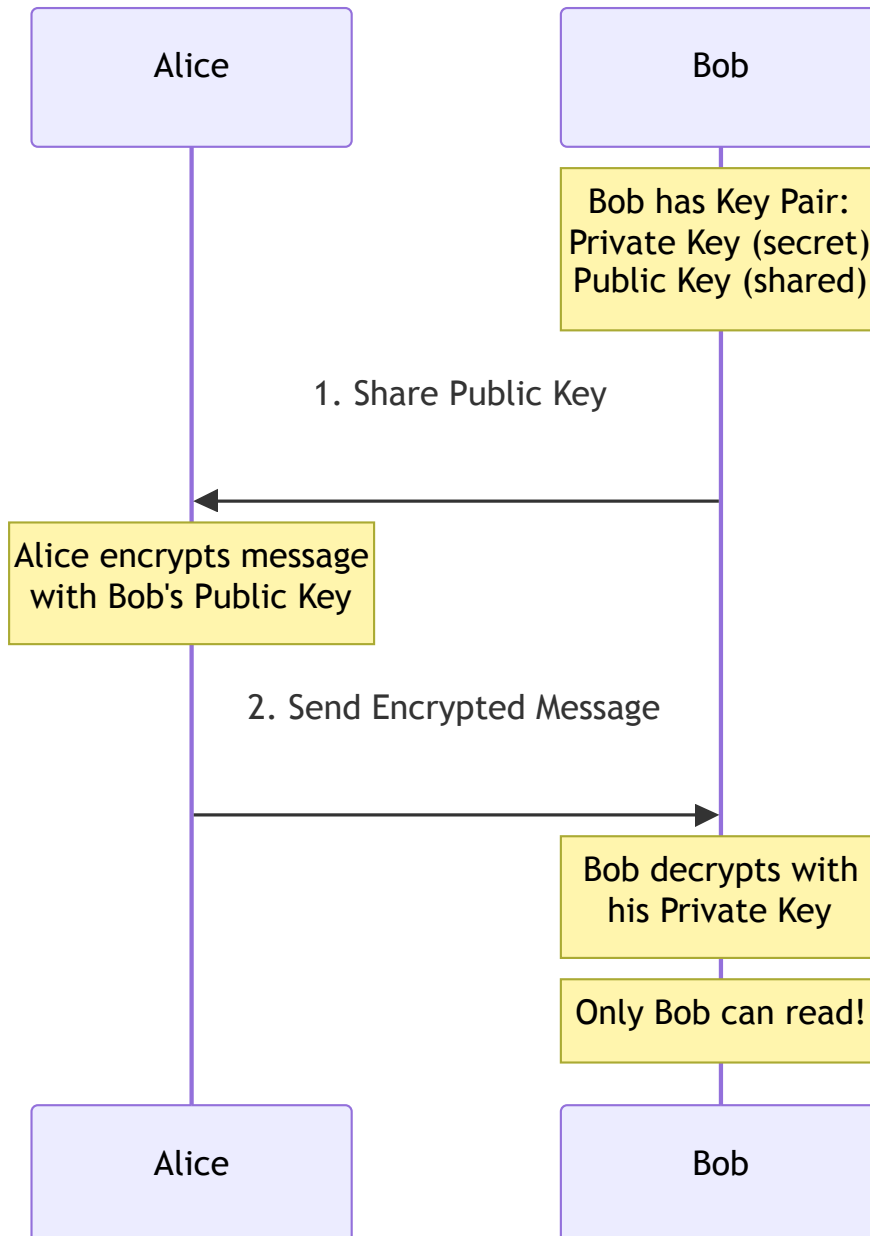 Alice
Bob
Bob has Key Pair:
Private Key (secret)
Public Key (shared)
1. Share Public Key
Alice encrypts message
with Bob's Public Key
2. Send Encrypted Message
Bob decrypts with
his Private Key
Only Bob can read!
Alice
Bob